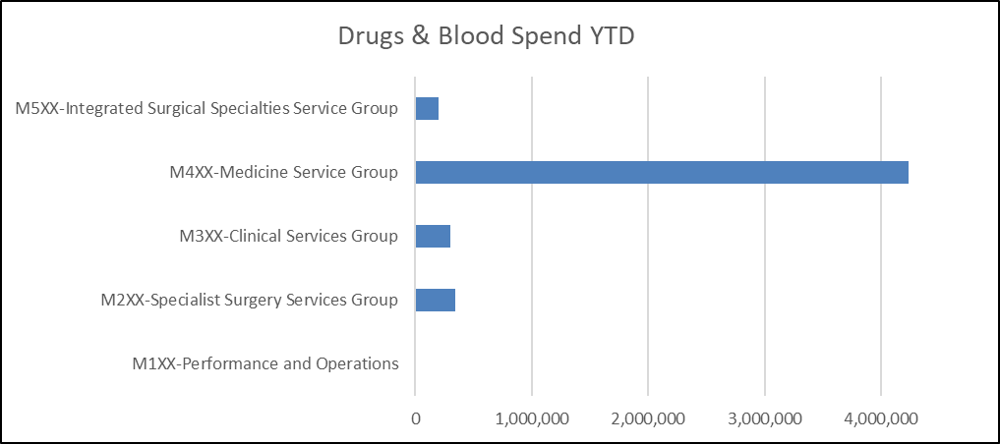 Drugs & Blood Spend YTD
M5XX-Integrated Surgical Specialties Service Group
M4XX-Medicine Service Group
M3XX-Clinical Services Group
M2XX-Specialist Surgery Services Group
M1XX-Performance and Operations
0 1,000,000 2,000,000 3,000,000 4,000,000